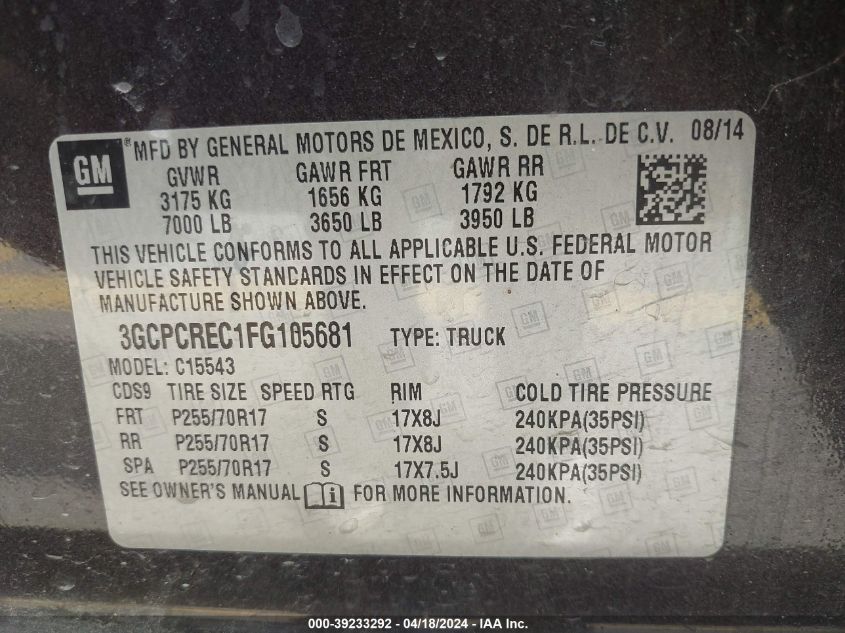 GM ® MFD BY GENERAL MOTORS DE MEXICO, S. DE R.L. DE C.V. 08/14
GVWR GAWR FRT GAWR RR
3175 KG 1656 KG 1792 KG
7000 LB 3650 LB 3950 LB
THIS VEHICLE CONFORMS TO ALL APPLICABLE U.S. FEDERAL MOTOR
VEHICLE SAFETY STANDARDS IN EFFECT ON THE DATE OF
MANUFACTURE SHOWN ABOVE.
3GCPCREC1FG105681 TYPE: TRUCK
MODEL: C15543
CDS9 TIRE SIZE SPEED RTG RIM COLD TIRE PRESSURE
FRT P255/70R17 S 17X8J 240KPA(35PSI)
RR P255/70R17 S 17X8J 240KPA(35PSI)
SPA P255/70R17 S 17X7.5J 240KPA(35PSI)
SEE OWNER'S MANUAL i FOR MORE INFORMATION.
000-39233292 - 04/18/2024 - IAA Inc.